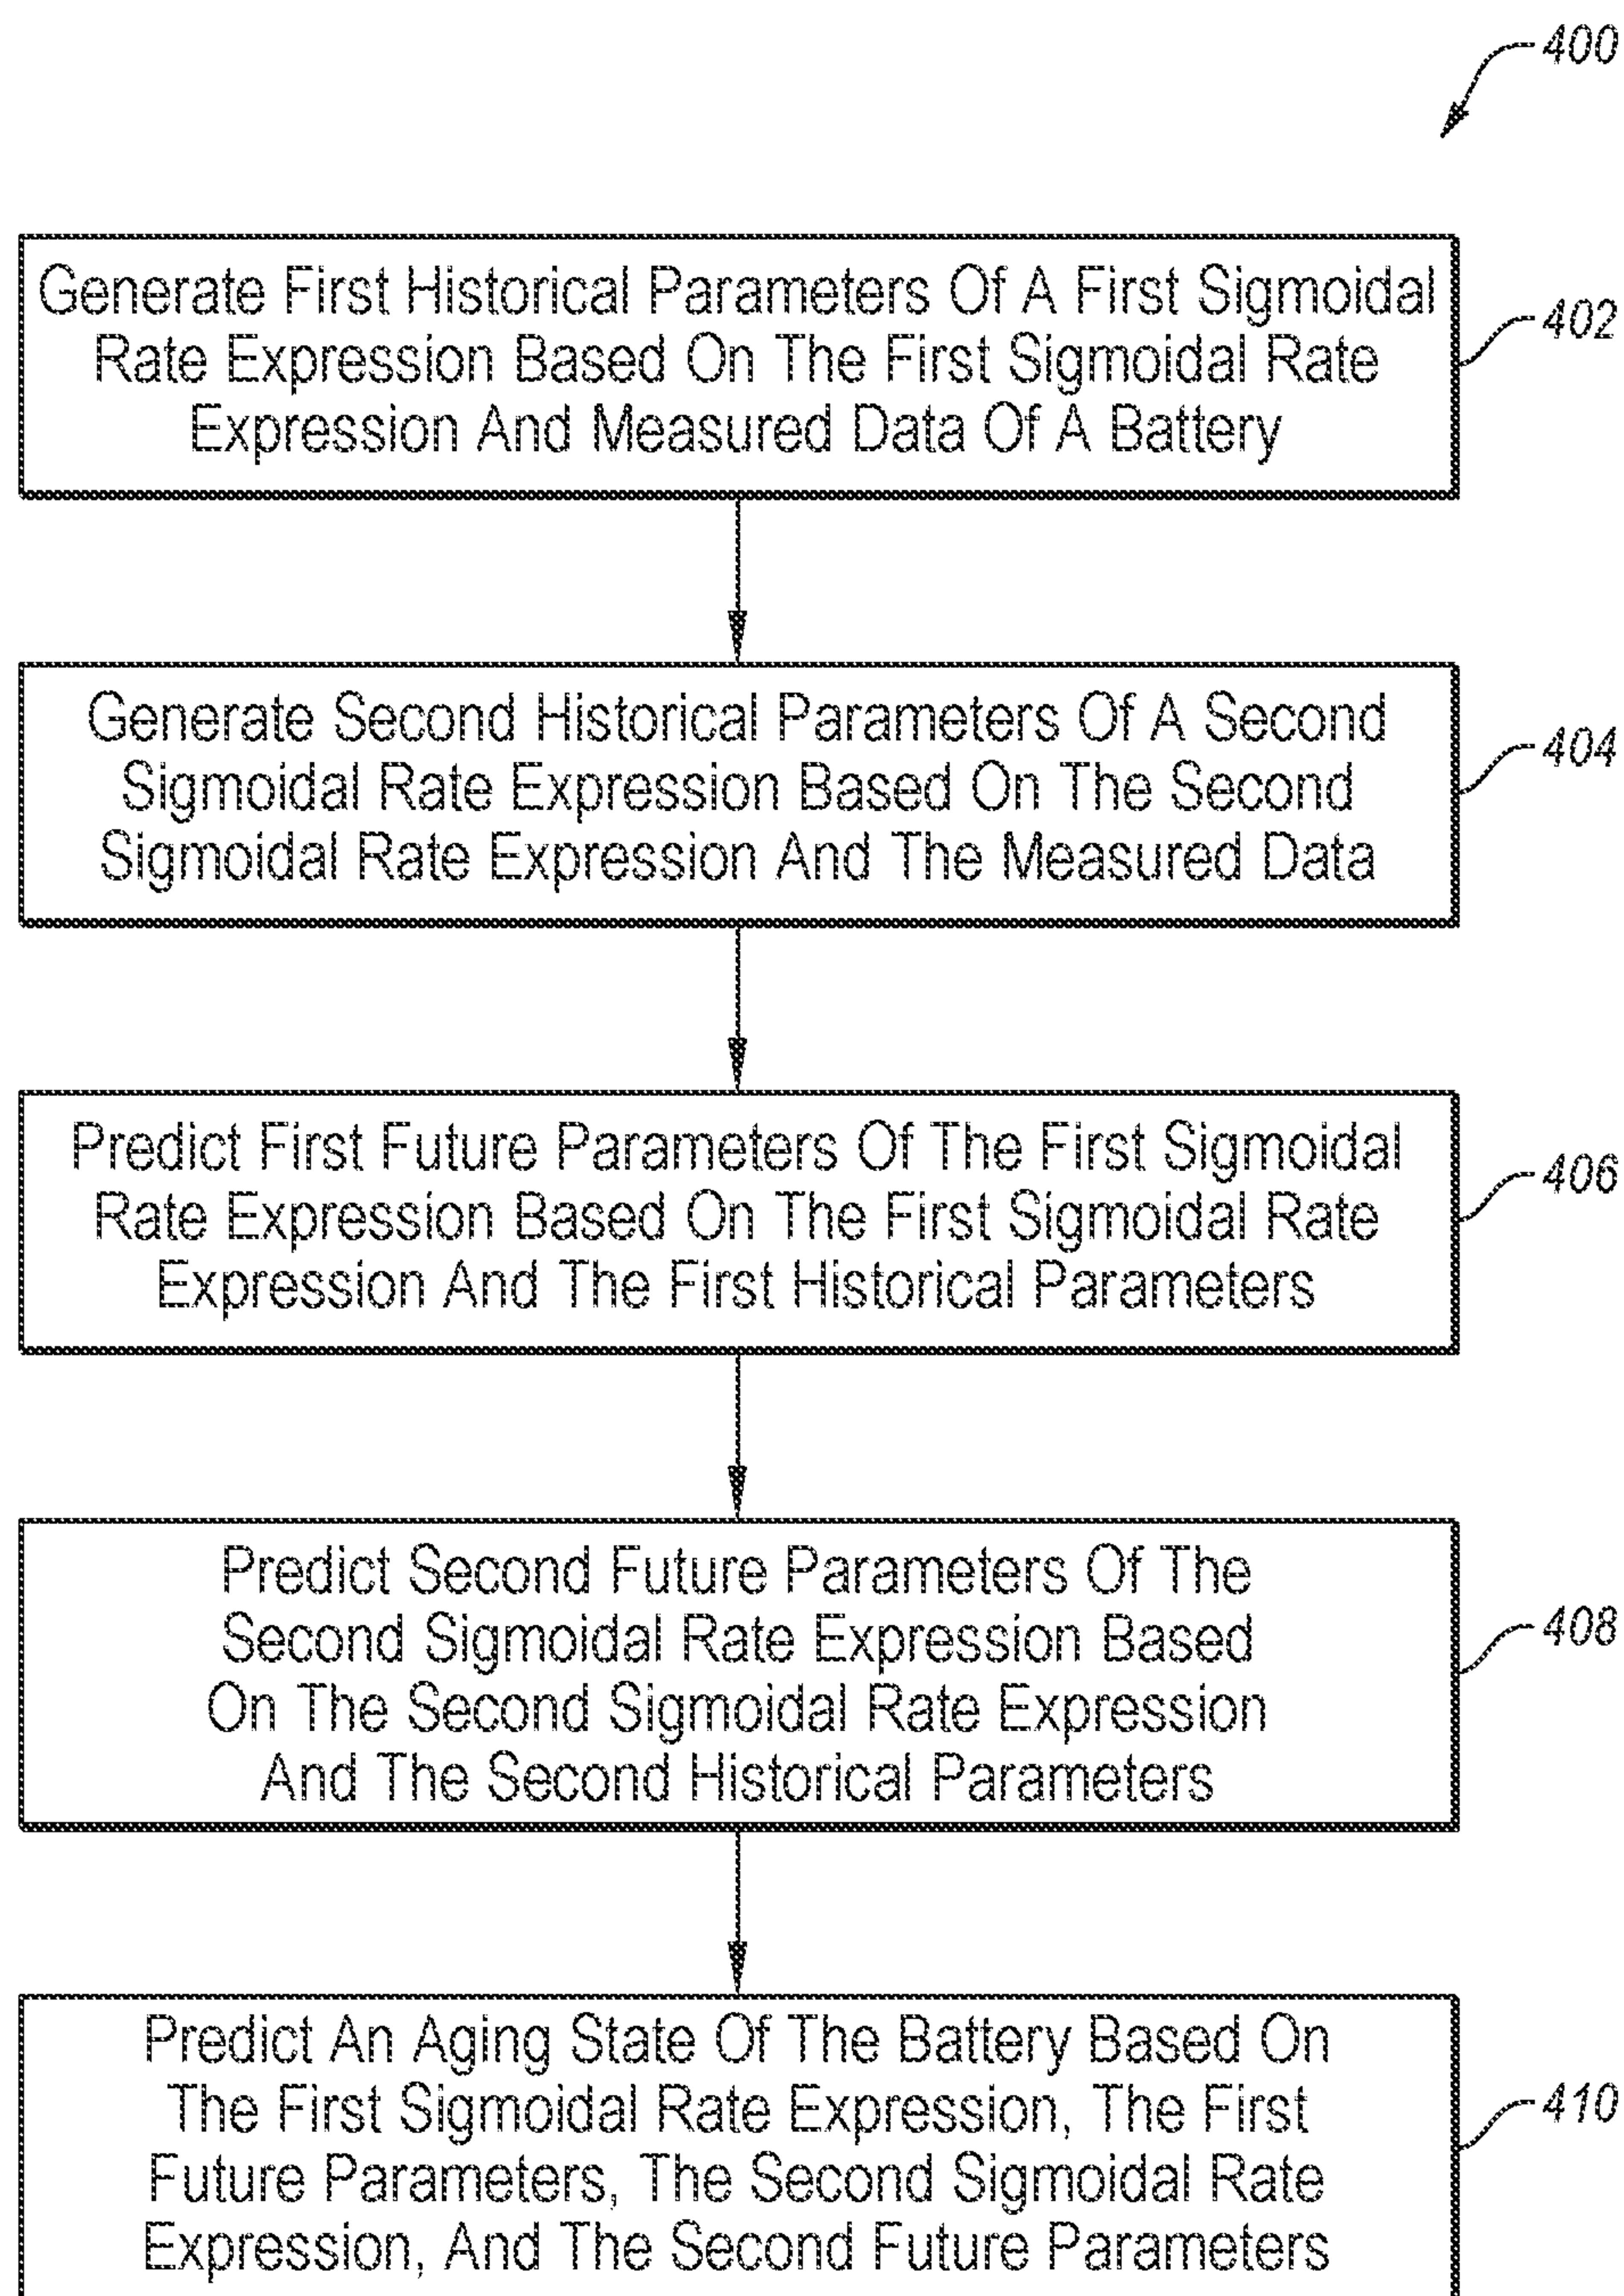 400
Generate First Historical Parameters Of A First Sigmoidal
Rate Expression Based On The First Sigmoidal Rate
Expression And Measured Data Of A Battery
402
Generate Second Historical Parameters Of A Second
Sigmoidal Rate Expression Based On The Second
Sigmoidal Rate Expression And The Measured Data
404
Predict First Future Parameters Of The First Sigmoidal
Rate Expression Based On The First Sigmoidal Rate
Expression And The First Historical Parameters
406
Predict Second Future Parameters Of The
Second Sigmoidal Rate Expression Based
On The Second Sigmoidal Rate Expression
And The Second Historical Parameters
408
Predict An Aging State Of The Battery Based On
The First Sigmoidal Rate Expression, The First
Future Parameters, The Second Sigmoidal Rate
Expression, And The Second Future Parameters
410